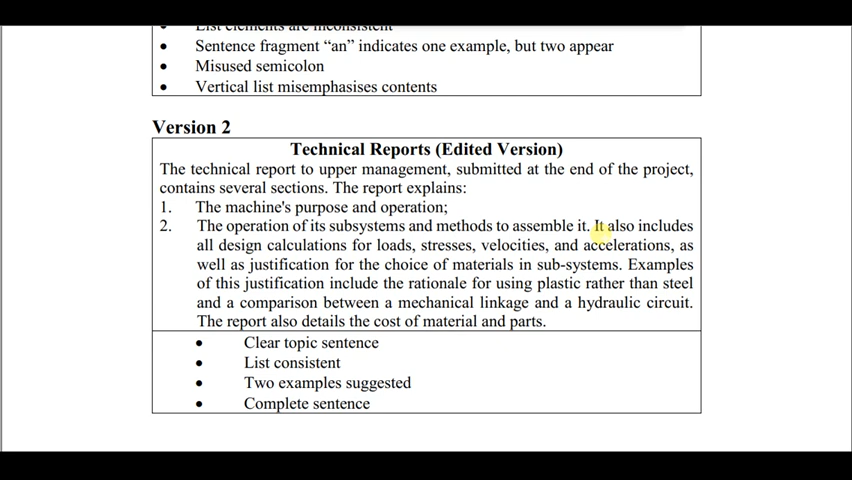 • List elements are inconsistent
• Sentence fragment “an” indicates one example, but two appear
• Misused semicolon
• Vertical list misemphasises contents
Version 2
Technical Reports (Edited Version)
The technical report to upper management, submitted at the end of the project,
contains several sections. The report explains:
1. The machine's purpose and operation;
2. The operation of its subsystems and methods to assemble it. It also includes
all design calculations for loads, stresses, velocities, and accelerations, as
well as justification for the choice of materials in sub-systems. Examples
of this justification include the rationale for using plastic rather than steel
and a comparison between a mechanical linkage and a hydraulic circuit.
The report also details the cost of material and parts.
• Clear topic sentence
• List consistent
• Two examples suggested
• Complete sentence